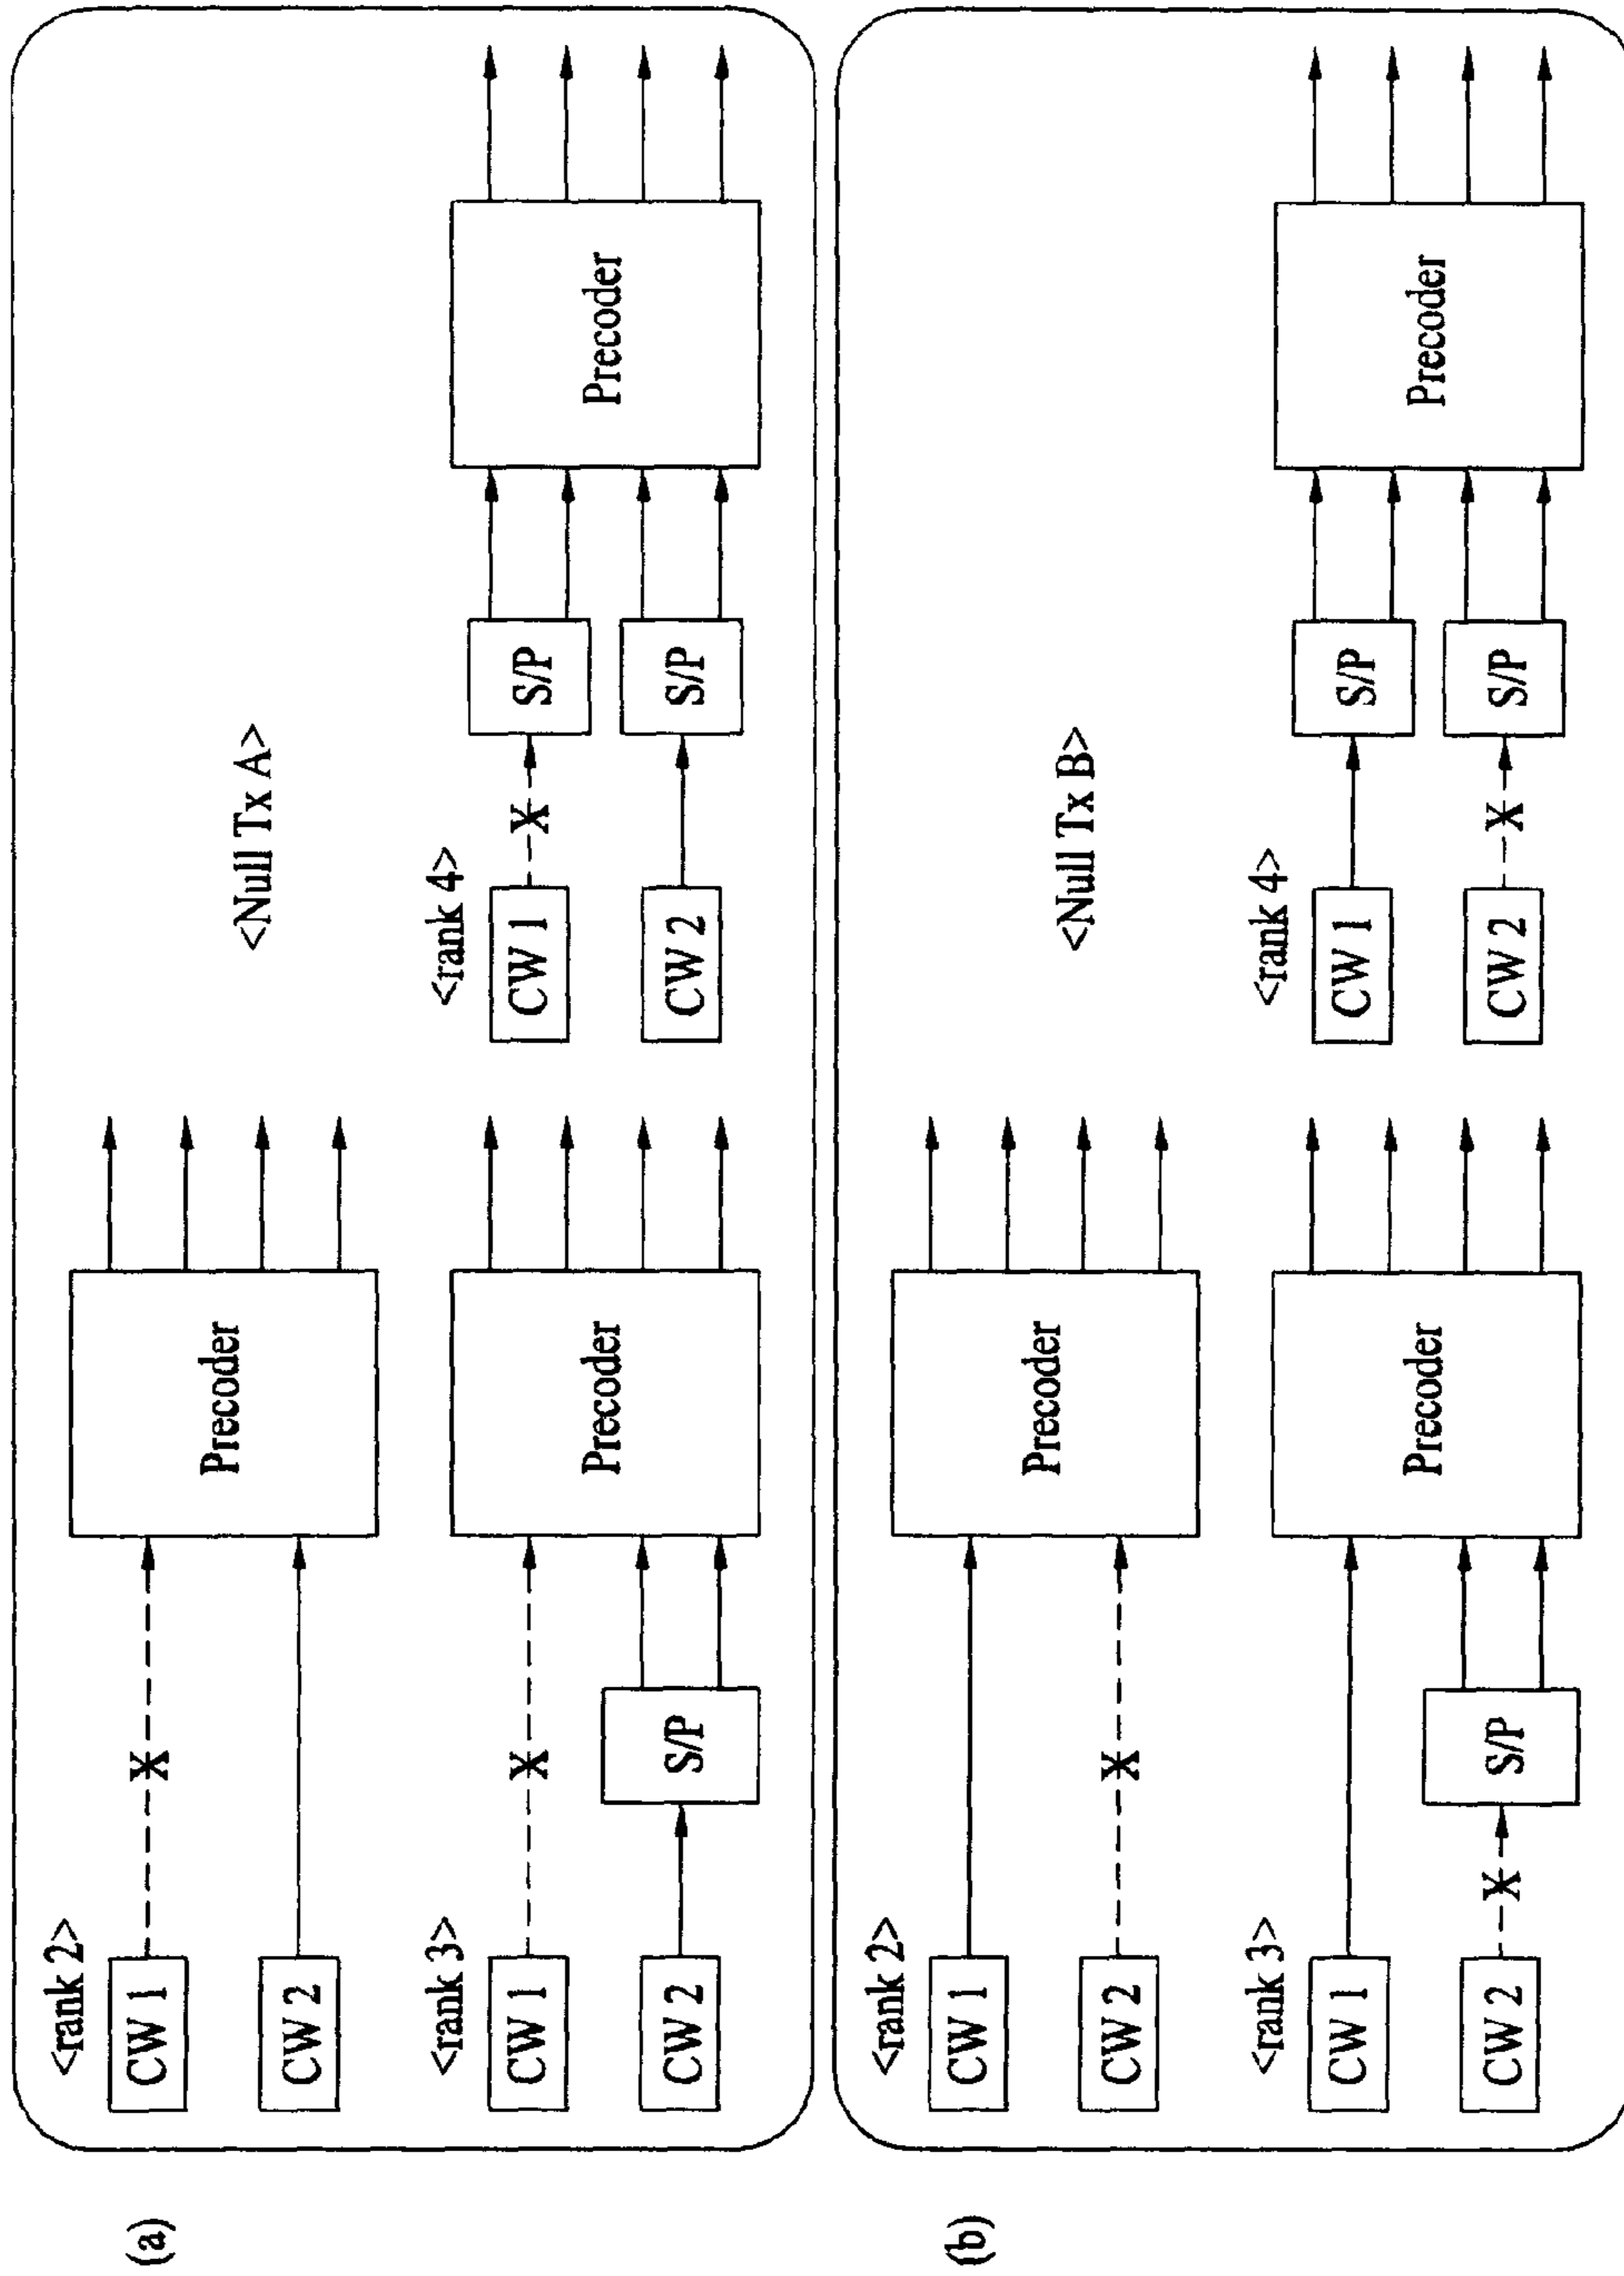 (a)
<Null Tx A>
<rank 2>
CW 1
CW 2
X
Precoder
<rank 3>
CW 1
CW 2
X
S/P
Precoder
<rank 4>
CW 1
CW 2
X
S/P
S/P
Precoder
(b)
<Null Tx B>
<rank 2>
CW 1
CW 2
X
Precoder
<rank 3>
CW 1
CW 2
X
S/P
Precoder
<rank 4>
CW 1
CW 2
X
S/P
S/P
Precoder